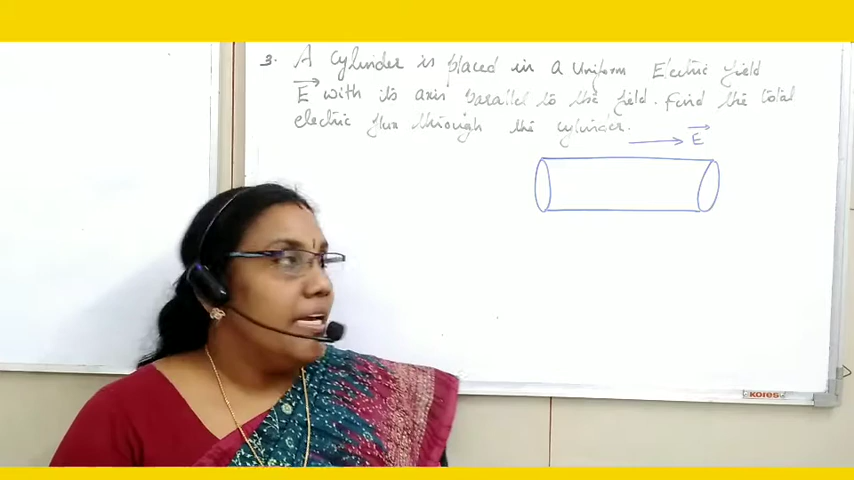 3. A cylinder is placed in a Uniform Electric field
E with its axis parallel to the field. Find the total
electric flux through the cylinder.
E
KORES